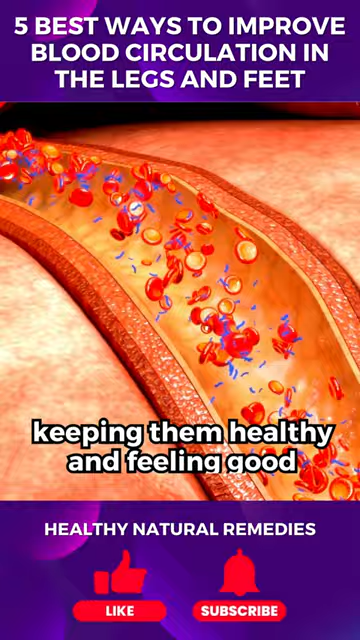 5 BEST WAYS TO IMPROVE
BLOOD CIRCULATION IN
THE LEGS AND FEET
keeping them healthy
and feeling good
HEALTHY NATURAL REMEDIES
LIKE
SUBSCRIBE